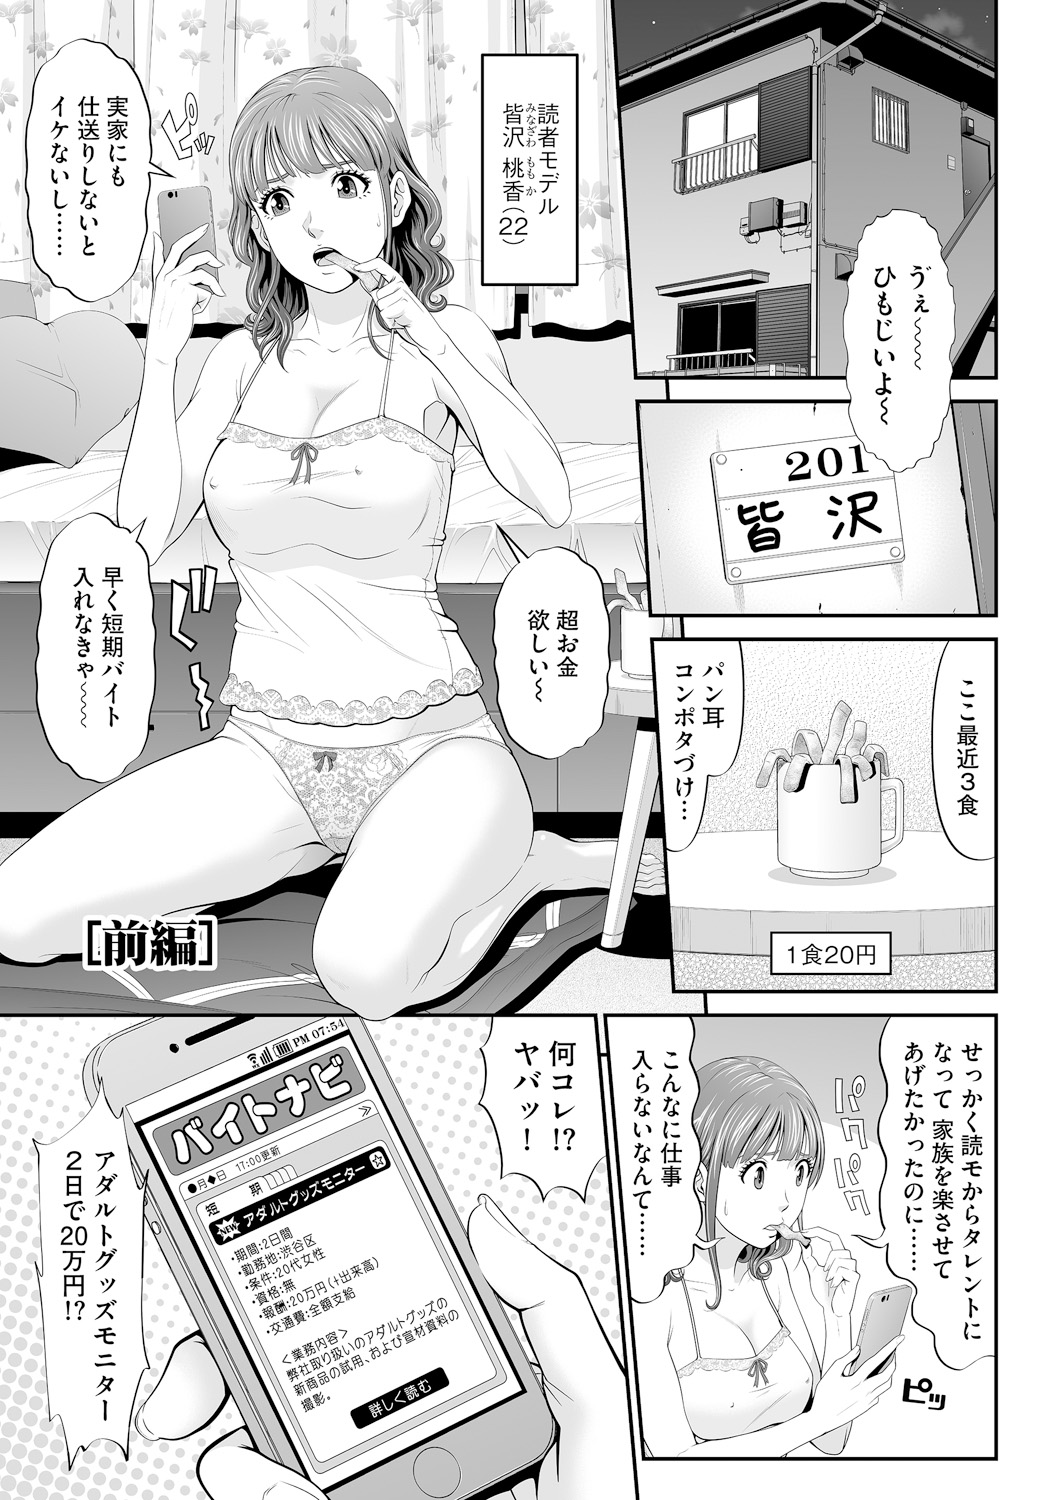 ゔぇ〜〜〜
ひもじいよ〜
201
皆沢
ここ最近3食
パン耳
コンポタづけ…
1食20円
読者モデル
皆沢 桃香(22)
みなざわ ももか
ピッ
実家にも
仕送りしないと
イケないし……
超お金
欲しい〜
早く短期バイト
入れなきゃ〜〜〜
[前編]
せっかく読モからタレントに
なって 家族を楽させて
あげたかったのに……
パクパク
こんなに仕事
入らないなんて……
ピッ
何コレ!?
ヤバッ!
PM 07:54
バイトナビ
●月◆日 17:00更新
短期
NEW アダルトグッズモニター
・期間:2日間
・勤務地:渋谷区
・条件:20代女性
・資格:無
・報酬:20万円(+出来高)
・交通費:全額支給
<業務内容>
弊社取り扱いのアダルトグッズの
新商品の試用、および宣材資料の
撮影。
詳しく読む
アダルトグッズモニター
2日で20万円!?